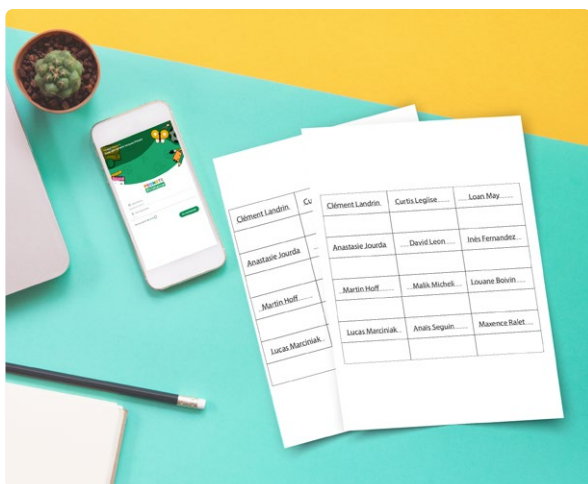 Clément Landrin
Cu
Anastasie Jourda
Martin Hoff
Lucas Marciniak
Clément Landrin Curtis Leglise Loan May
Anastasie Jourda David Leon Inès Fernandez
Martin Hoff Malik Micheli Louane Boivin
Lucas Marciniak Anaïs Seguin Maxence Ralet